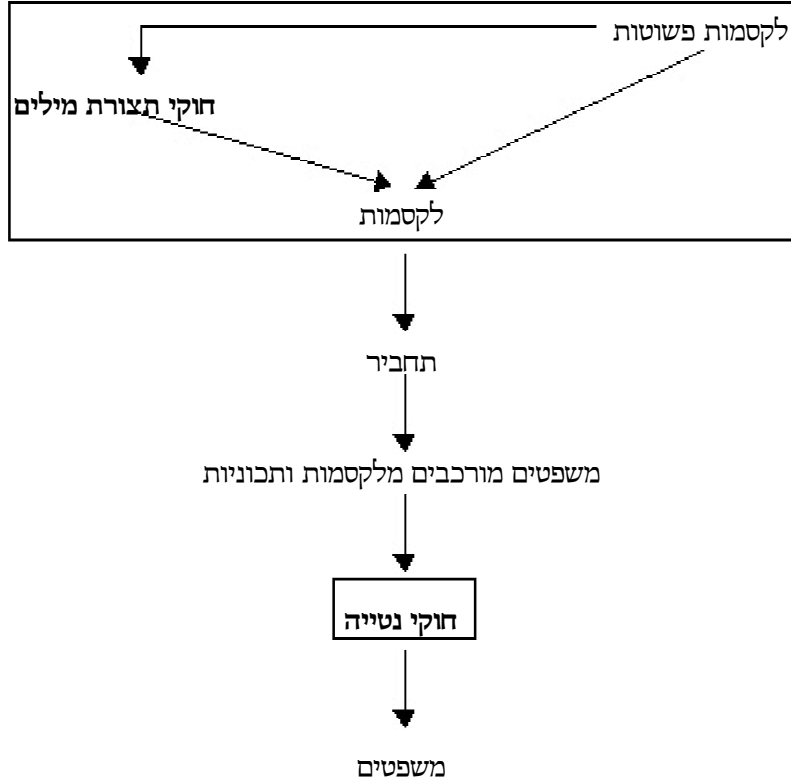 לקסמות פשוטות
חוקי תצורת מילים
לקסמות
תחביר
משפטים מורכבים מלקסמות ותכוניות
חוקי נטייה
משפטים